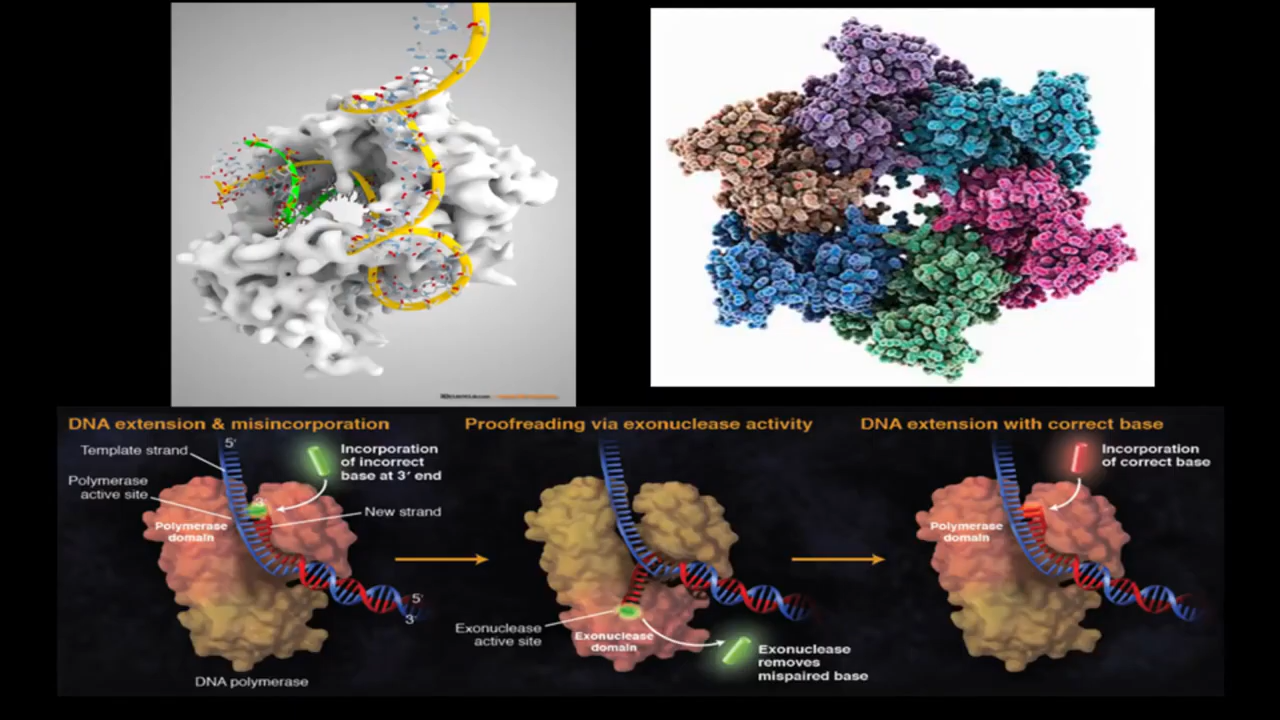 DNA extension & misincorporation
5′
Template strand
Incorporation
of incorrect
base at 3′ end
Polymerase
active site
3′
New strand
Polymerase
domain
5′
3′
DNA polymerase
Proofreading via exonuclease activity
Exonuclease
active site
Exonuclease
domain
Exonuclease
removes
mispaired base
DNA extension with correct base
Incorporation
of correct base
Polymerase
domain